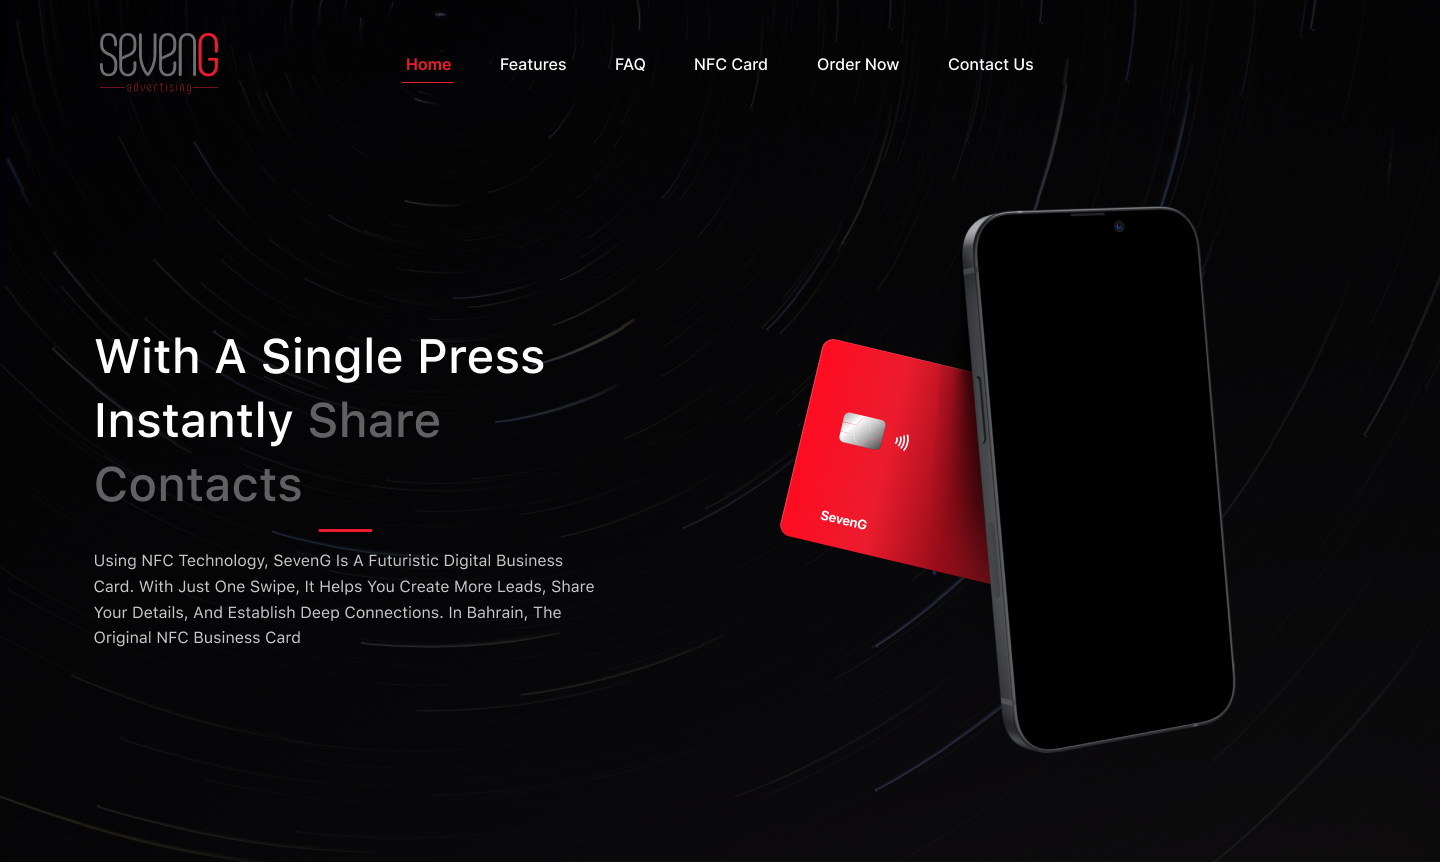 sevenG
advertising
Home Features FAQ NFC Card Order Now Contact Us
With A Single Press
Instantly Share
Contacts
Using NFC Technology, SevenG Is A Futuristic Digital Business
Card. With Just One Swipe, It Helps You Create More Leads, Share
Your Details, And Establish Deep Connections. In Bahrain, The
Original NFC Business Card
SevenG